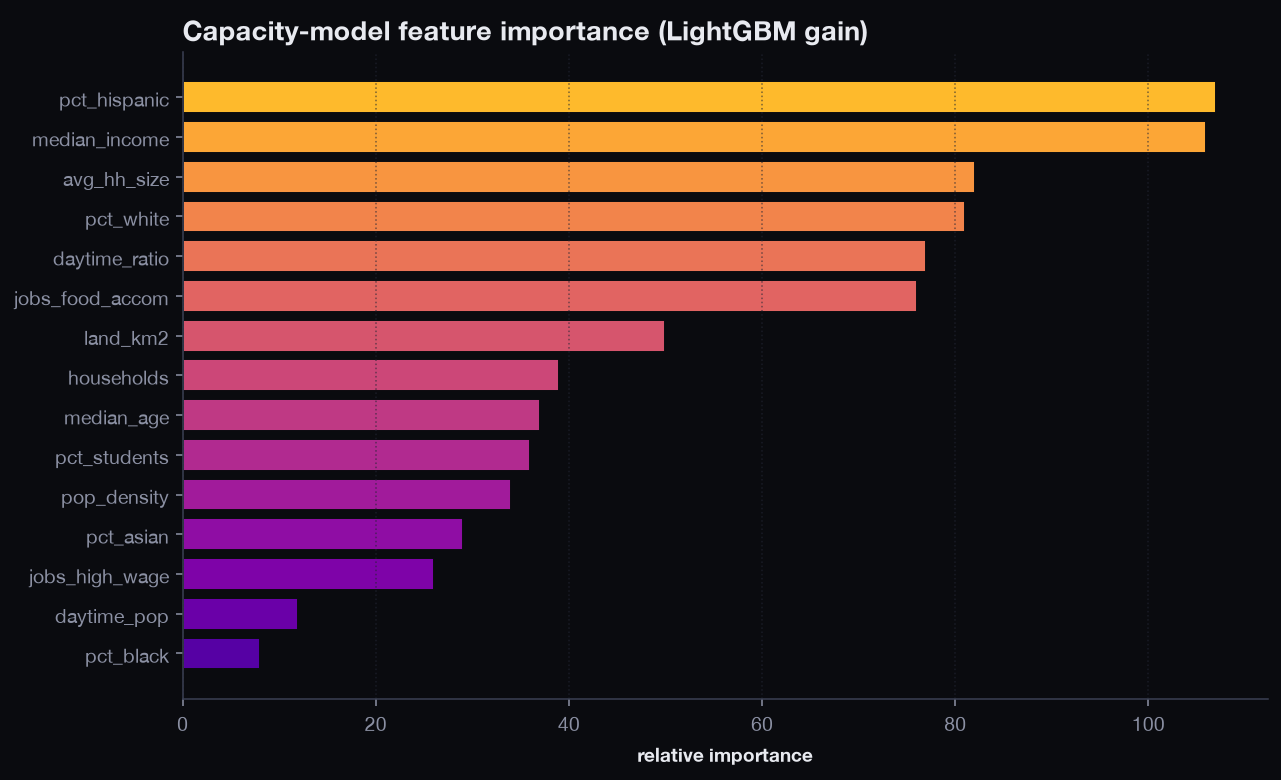 Capacity-model feature importance (LightGBM gain)
pct_hispanic
median_income
avg_hh_size
pct_white
daytime_ratio
jobs_food_accom
land_km2
households
median_age
pct_students
pop_density
pct_asian
jobs_high_wage
daytime_pop
pct_black
0 20 40 60 80 100
relative importance